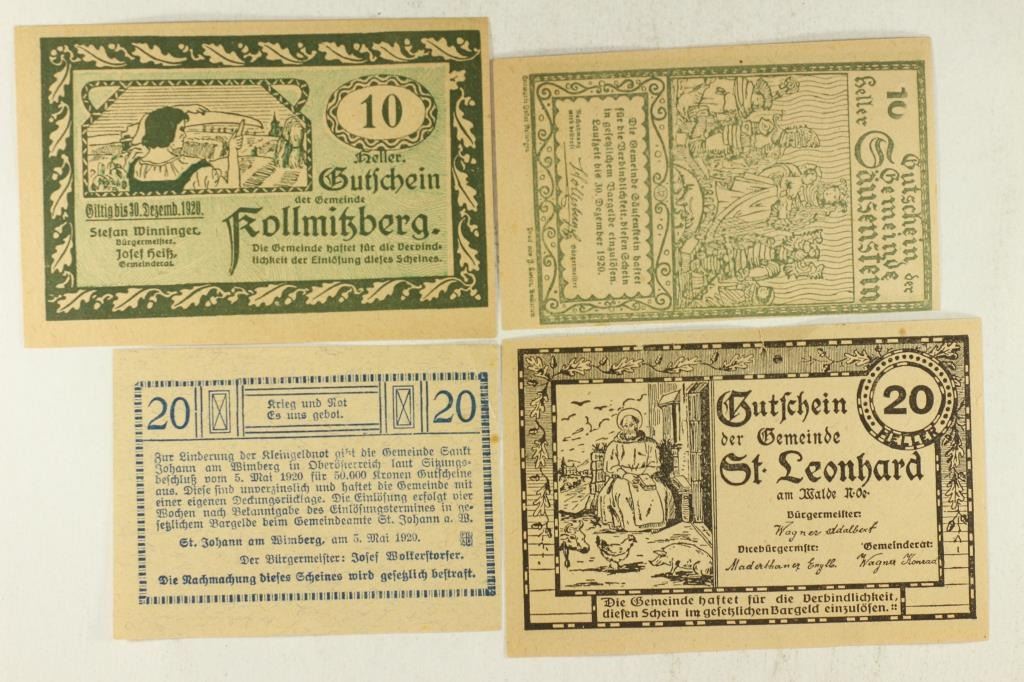 10
Heller.
Gutschein
der Gemeinde
Kollmitzberg.
Die Gemeinde haftet für die Verbind-
lichkeit der Einlösung dieses Scheines.
Giltig bis 30. Dezemb. 1920.
Stefan Winninger,
Bürgermeister.
Josef Heiß,
Gemeinderat.
10
Heller
Gutschein der
Gemeinde
Säusenstein
Die Gemeinde Säusenstein haftet
für die Verbindlichkeit, diesen Schein
in gesetzlichem Bargelde einzulösen.
Laufzeit bis 30. Dezember 1920.
Nachahmung
wird bestraft
Bürgermeister
20
Krieg und Not
Es uns gebot.
20
Zur Linderung der Kleingeldnot gibt die Gemeinde Sankt
Johann am Wimberg in Oberösterreich laut Sitzungs-
beschluß vom 5. Mai 1920 für 50.000 Kronen Gutscheine
aus. Diese sind unverzinslich und haftet die Gemeinde mit
einer eigenen Deckungsrücklage. Die Einlösung erfolgt vier
Wochen nach Bekanntgabe des Einlösungstermines in ge-
setzlichem Bargelde beim Gemeindeamte St. Johann a. W.
St. Johann am Wimberg, am 5. Mai 1920.
Der Bürgermeister: Josef Wolkerstorfer.
Die Nachmachung dieses Scheines wird gesetzlich bestraft.
Gutschein
der Gemeinde
St. Leonhard
am Walde N-Oe-
20
HELLER
Bürgermeister:
Wagner Adalbert
Vicebürgermstr: Gemeinderat:
Maderthaner Wagner Konrad
Die Gemeinde haftet für die Verbindlichkeit,
diesen Schein im gesetzlichen Bargeld einzulösen.::